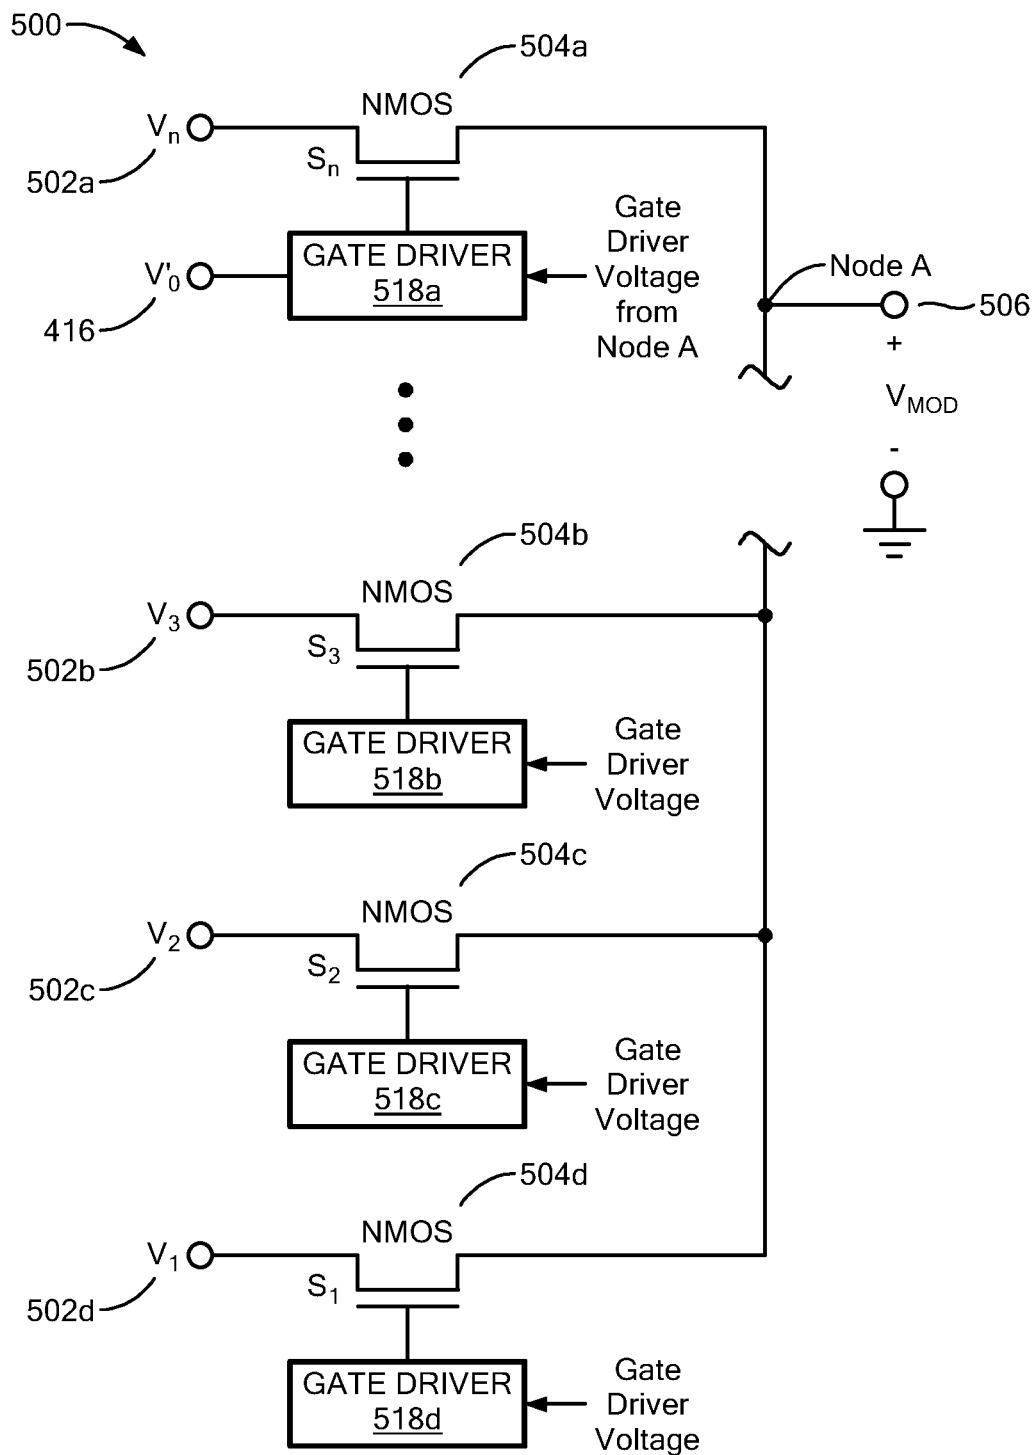 500
504a
NMOS
Vn
Sn
502a
GATE DRIVER
518a
V'0
416
Gate
Driver
Voltage
from
Node A
Node A
506
+
VMOD
-
504b
NMOS
V3
S3
502b
GATE DRIVER
518b
Gate
Driver
Voltage
504c
NMOS
V2
S2
502c
GATE DRIVER
518c
Gate
Driver
Voltage
504d
NMOS
V1
S1
502d
GATE DRIVER
518d
Gate
Driver
Voltage